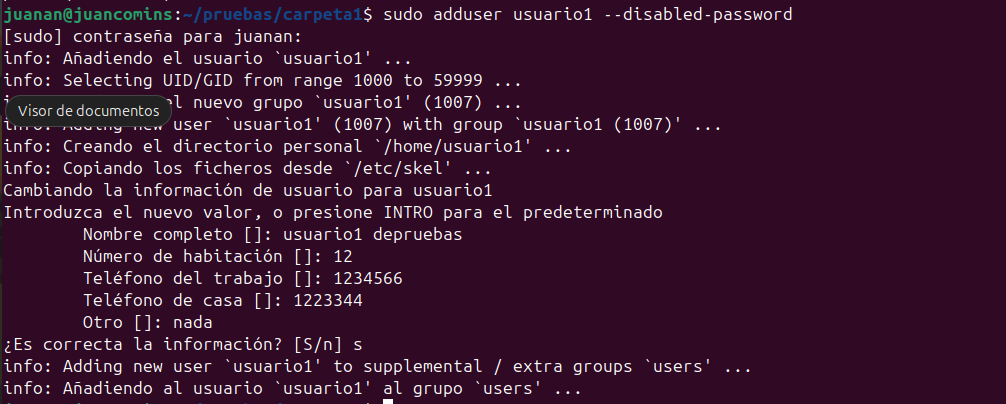 juanan@juancomins:~/pruebas/carpeta1$ sudo adduser usuario1 --disabled-password
[sudo] contraseña para juanan:
info: Añadiendo el usuario `usuario1' ...
info: Selecting UID/GID from range 1000 to 59999 ...
el nuevo grupo `usuario1' (1007) ...
Visor de documentos
info: Adding new user `usuario1' (1007) with group `usuario1 (1007)' ...
info: Creando el directorio personal `/home/usuario1' ...
info: Copiando los ficheros desde `/etc/skel' ...
Cambiando la información de usuario para usuario1
Introduzca el nuevo valor, o presione INTRO para el predeterminado
Nombre completo []: usuario1 depruebas
Número de habitación []: 12
Teléfono del trabajo []: 1234566
Teléfono de casa []: 1223344
Otro []: nada
¿Es correcta la información? [S/n] s
info: Adding new user `usuario1' to supplemental / extra groups `users' ...
info: Añadiendo al usuario `usuario1' al grupo `users' ...